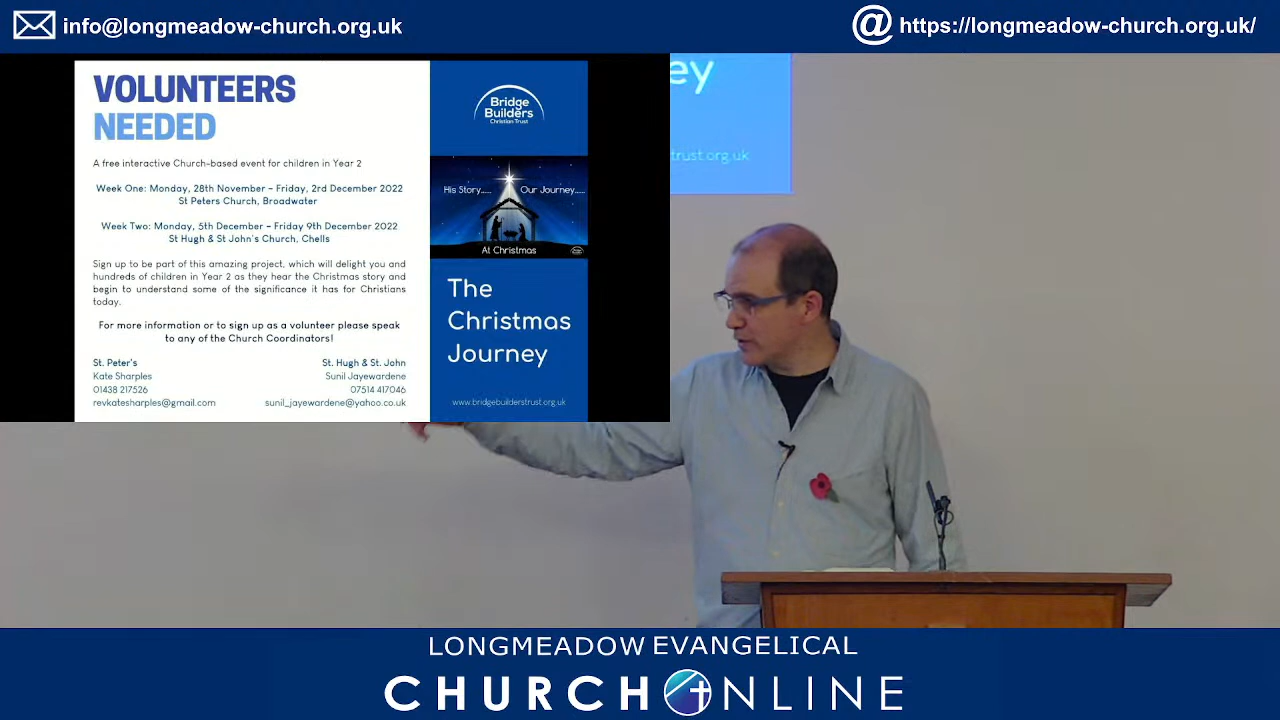 info@longmeadow-church.org.uk
https://longmeadow-church.org.uk/
VOLUNTEERS
NEEDED
A free interactive Church-based event for children in Year 2
Week One: Monday, 28th November - Friday, 2rd December 2022
St Peters Church, Broadwater
Week Two: Monday, 5th December - Friday 9th December 2022
St Hugh & St John's Church, Chells
Sign up to be part of this amazing project, which will delight you and
hundreds of children in Year 2 as they hear the Christmas story and
begin to understand some of the significance it has for Christians
today.
For more information or to sign up as a volunteer please speak
to any of the Church Coordinators!
St. Peter's
Kate Sharples
01438 217526
revkatesharples@gmail.com
St. Hugh & St. John
Sunil Jayewardene
07514 417046
sunil_jayewardene@yahoo.co.uk
Bridge
Builders
Christian Trust
His Story..... Our Journey.....
At Christmas
The
Christmas
Journey
www.bridgebuilderstrust.org.uk
ey
trust.org.uk
LONGMEADOW EVANGELICAL
CHURCH ONLINE